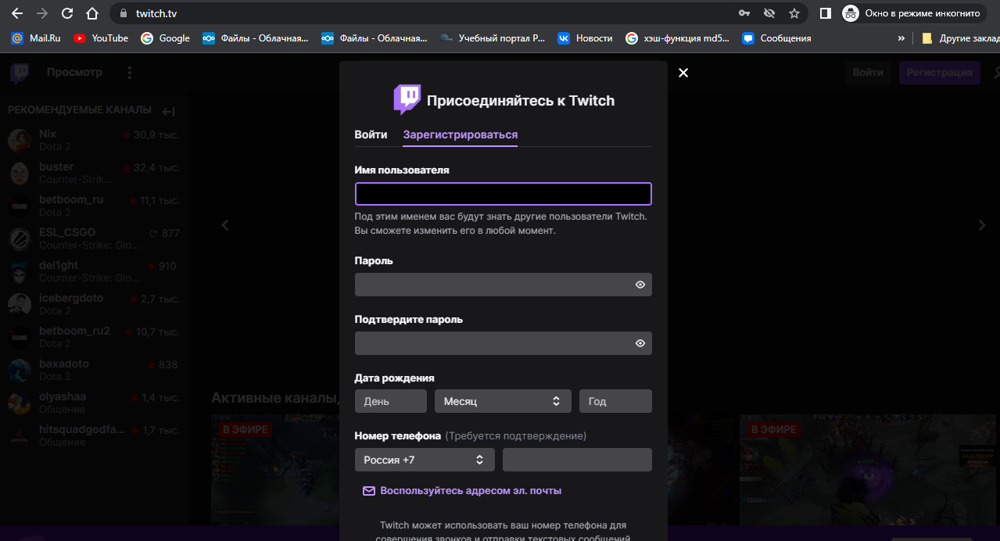 twitch.tv
Окно в режиме инкогнито
Mail.Ru
YouTube
Google
Файлы - Облачная...
Файлы - Облачная...
Учебный портал Р...
Новости
хэш-функция md5...
Сообщения
»
Другие заклад
Просмотр
Войти
Регистрация
РЕКОМЕНДУЕМЫЕ КАНАЛЫ
Nix 30,9 тыс.
Dota 2
buster 32,4 тыс.
Counter-Strik...
betboom_ru 11,1 тыс.
Dota 2
ESL_CSGO 877
Counter-Strike: Glo...
del1ght 910
Counter-Strike: Glo...
icebergdoto 2,7 тыс.
Dota 2
betboom_ru2 10,7 тыс.
Dota 2
baxadoto 838
Dota 2
olyashaa 1,4 тыс.
Общение
hitsquadgodfa... 1,7 тыс.
Общение
Присоединяйтесь к Twitch
Войти Зарегистрироваться
Имя пользователя
Под этим именем вас будут знать другие пользователи Twitch.
Вы сможете изменить его в любой момент.
Пароль
Подтвердите пароль
Дата рождения
День Месяц Год
Номер телефона (Требуется подтверждение)
Россия +7
Воспользуйтесь адресом эл. почты
Twitch может использовать ваш номер телефона для
совершения звонков и отправки текстовых сообщений
Активные каналы,
В ЭФИРЕ
В ЭФИРЕ